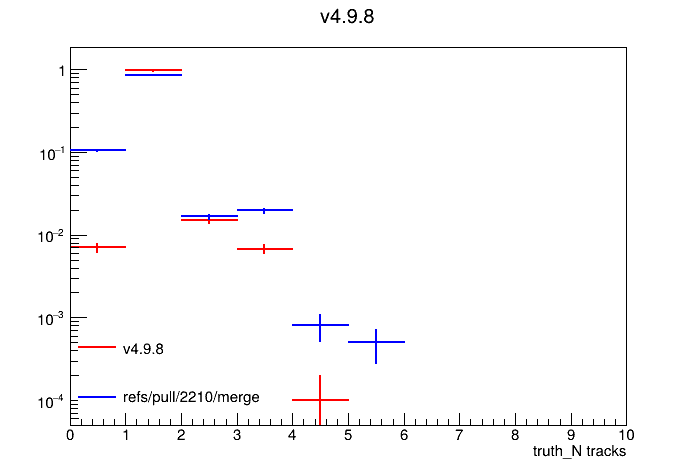 v4.9.8
1
10⁻¹
10⁻²
10⁻³
10⁻⁴
v4.9.8
refs/pull/2210/merge
0 1 2 3 4 5 6 7 8 9 10
truth_N tracks